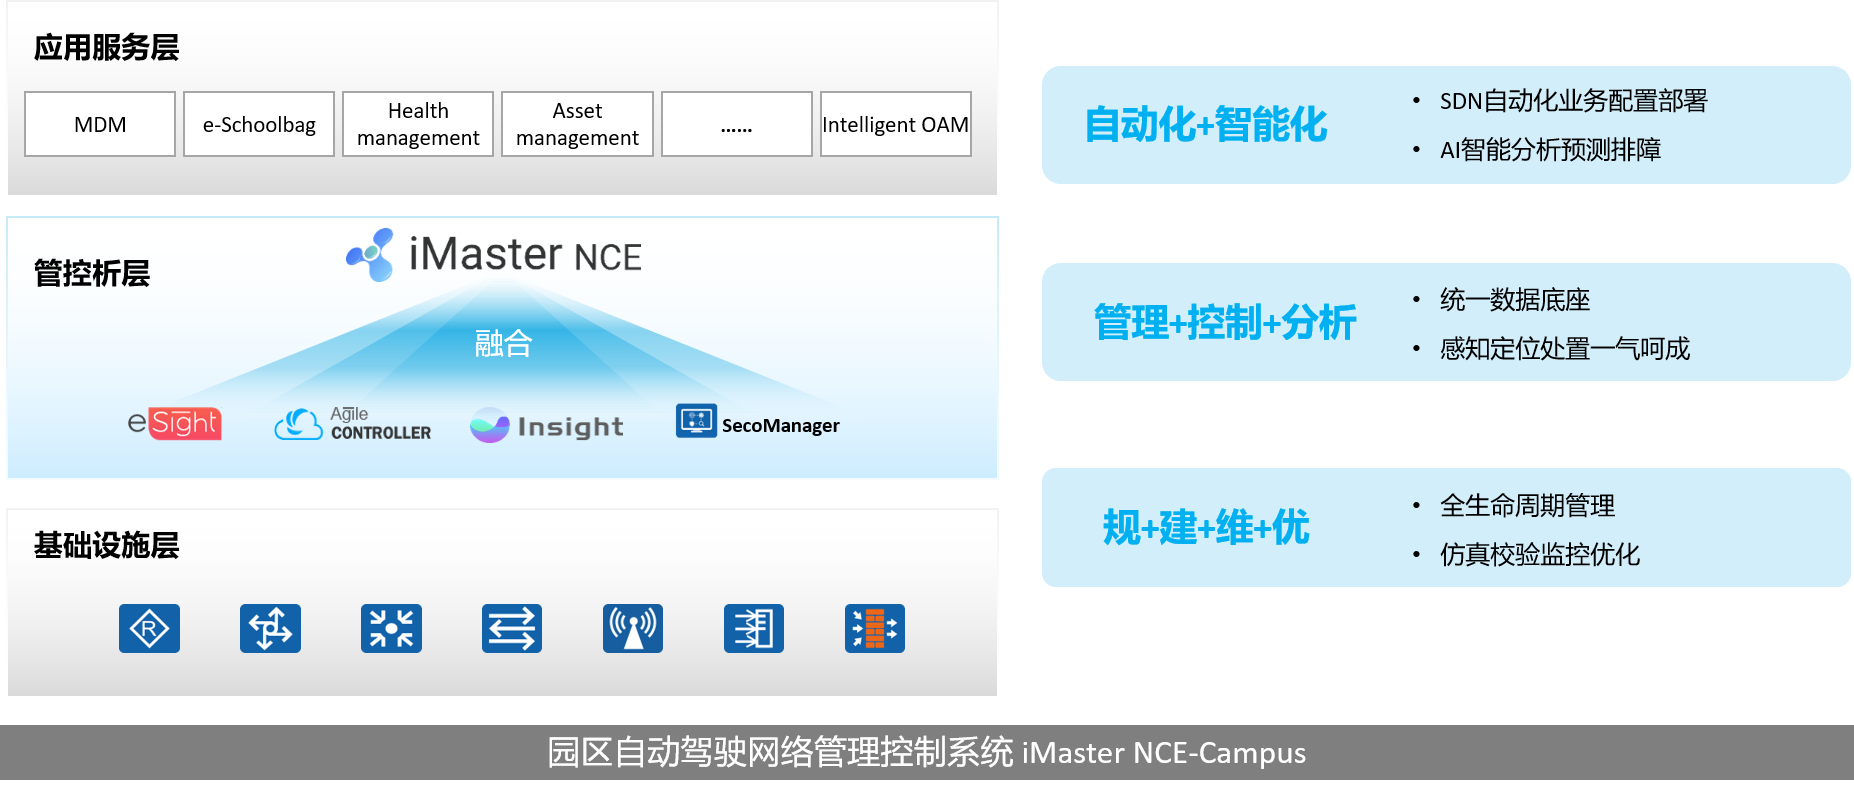 应用服务层
MDM
e-Schoolbag
Health
management
Asset
management
......
Intelligent OAM
管控析层
iMaster NCE
融合
eSight
Agile
CONTROLLER
Insight
SecoManager
基础设施层
R
自动化+智能化
• SDN自动化业务配置部署
• AI智能分析预测排障
管理+控制+分析
• 统一数据底座
• 感知定位处置一气呵成
规+建+维+优
• 全生命周期管理
• 仿真校验监控优化
园区自动驾驶网络管理控制系统 iMaster NCE-Campus